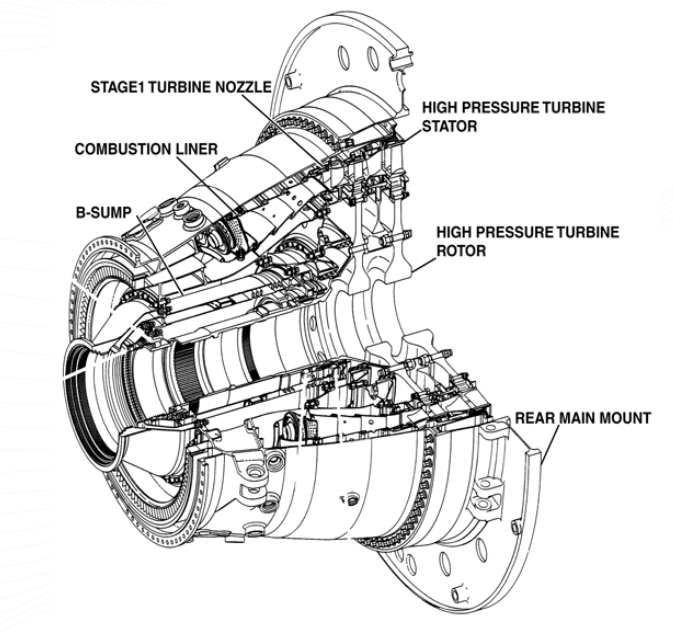 STAGE1 TURBINE NOZZLE
HIGH PRESSURE TURBINE
STATOR
COMBUSTION LINER
B-SUMP
HIGH PRESSURE TURBINE
ROTOR
REAR MAIN MOUNT